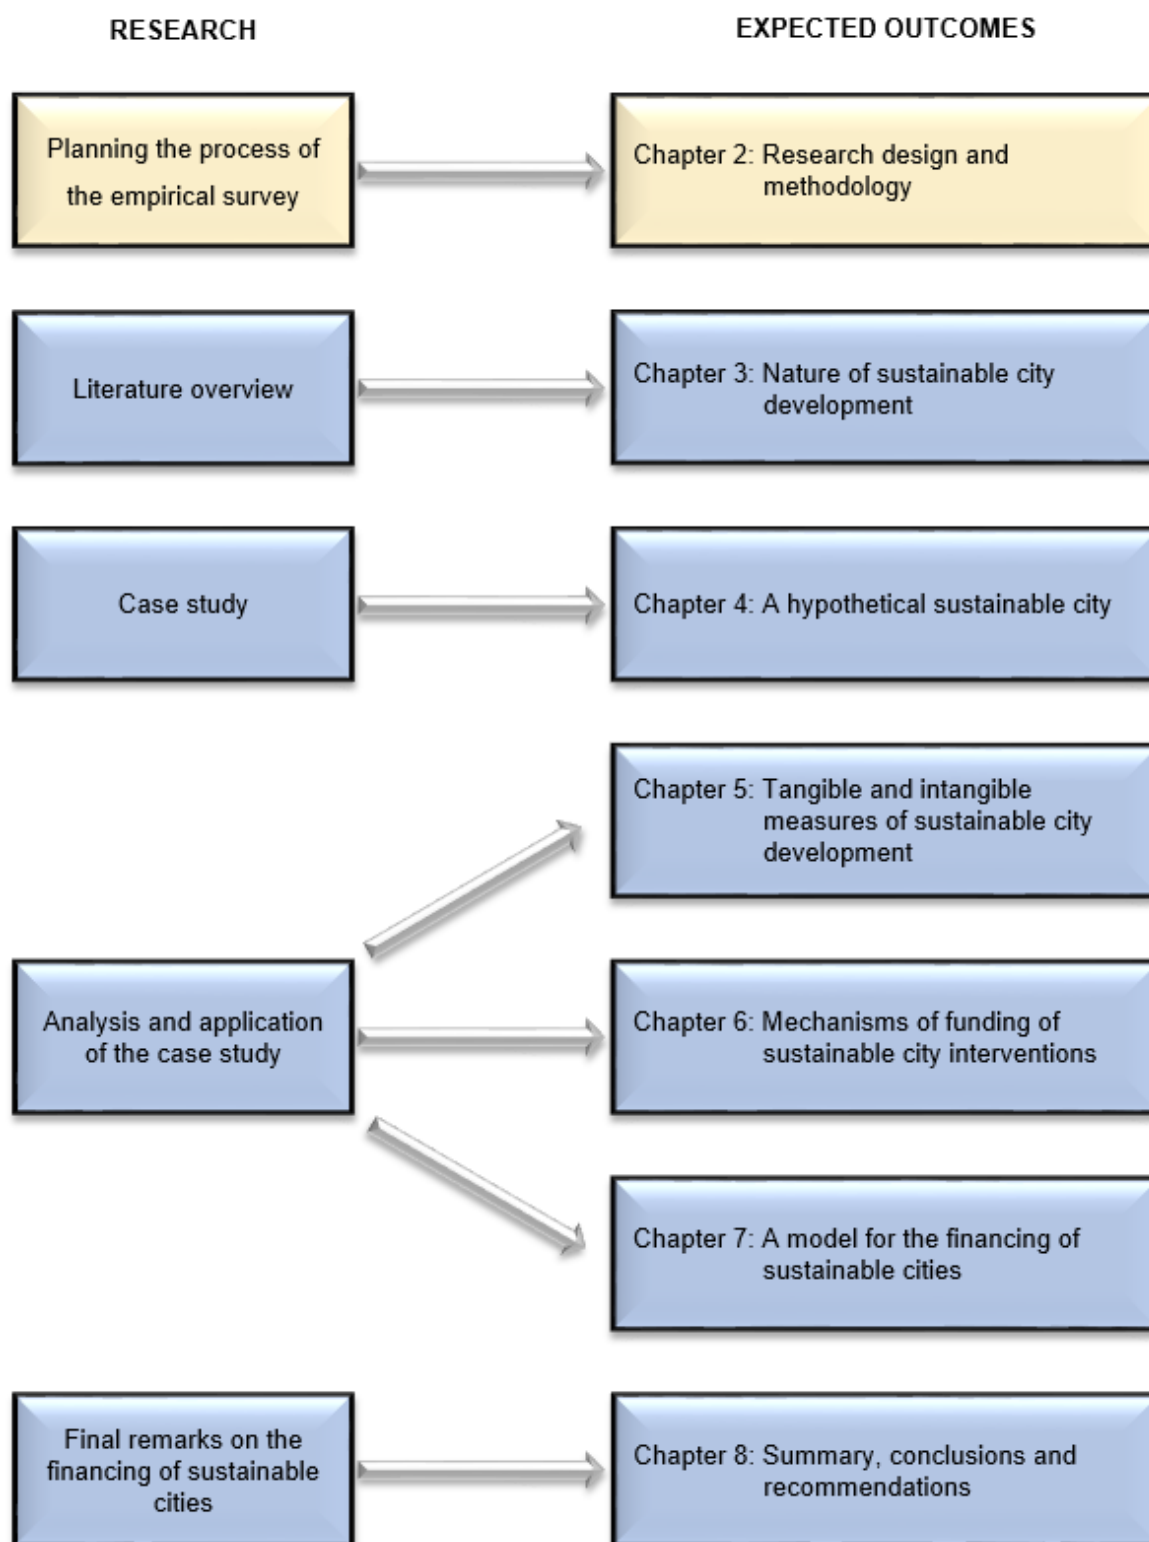 RESEARCH
EXPECTED OUTCOMES
Planning the process of
the empirical survey
Chapter 2: Research design and
methodology
Literature overview
Chapter 3: Nature of sustainable city
development
Case study
Chapter 4: A hypothetical sustainable city
Chapter 5: Tangible and intangible
measures of sustainable city
development
Analysis and application
of the case study
Chapter 6: Mechanisms of funding of
sustainable city interventions
Chapter 7: A model for the financing of
sustainable cities
Final remarks on the
financing of sustainable
cities
Chapter 8: Summary, conclusions and
recommendations